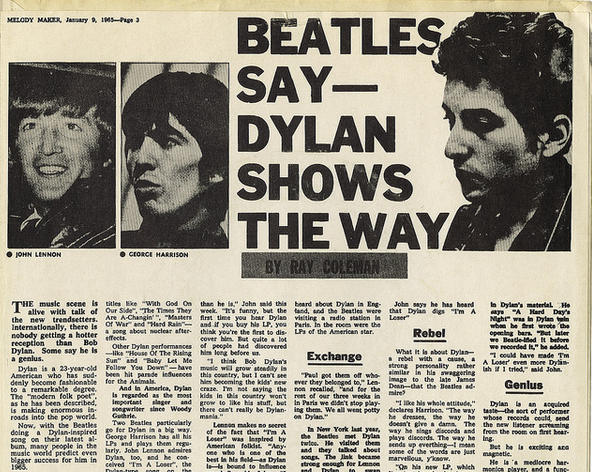 MELODY MAKER, January 9, 1965—Page 3
BEATLES
SAY—
DYLAN
SHOWS
THE WAY
● JOHN LENNON
● GEORGE HARRISON
BY RAY COLEMAN
THE music scene is
alive with talk of
the new trendsetters.
Internationally, there is
nobody getting a hotter
reception than Bob
Dylan. Some say he is
a genius.
Dylan is a 23-year-old
American who has sud-
denly become fashionable
to a remarkable degree.
The "modern folk poet",
as he has been described,
is making enormous in-
roads into the pop world.
Now, with the Beatles
doing a Dylan-inspired
song on their latest al-
bum, many people in the
music world predict even
bigger success for him in
1965.
titles like "With God On
Our Side", "The Times They
Are A-Changin'", "Masters
Of War" and "Hard Rain"—
a song about nuclear after-
effects.
Other Dylan performances
—like "House Of The Rising
Sun" and "Baby Let Me
Follow You Down"—have
been his parade influences
for the Animals.
And in America, Dylan
is regarded as the most
important singer and
songwriter since Woody
Guthrie.
Two Beatles particularly
go for Dylan in a big way.
George Harrison has all his
LPs and plays them regu-
larly. John Lennon admires
Dylan, too, and he con-
ceived "I'm A Loser", the
than he is," John said this
week. "It's funny, but the
first time you hear Dylan
and if you buy his LP, you
think you're the first to dis-
cover him. But quite a lot
of people had discovered
him long before us.
"I think Bob Dylan's
music will grow steadily in
this country, but I can't see
him becoming the kids' new
craze. I'm not saying the
kids in this country won't
grow to like his stuff, but
there can't really be Dylan-
mania."
Lennon makes no secret
of the fact that "I'm A
Loser" was inspired by
American folkist. "Any-
one who is one of the
best in his field—as Dylan
is—is bound to influence
heard about Dylan in Eng-
land, and the Beatles were
visiting a radio station in
Paris. In the room were the
LPs of the American star.
Exchange
"Paul got them off who-
ever they belonged to," Len-
non recalled, "and for the
rest of our three weeks in
Paris we didn't stop play-
ing them. We all went potty
on Dylan."
In New York last year,
the Beatles met Dylan
twice. He visited them
and they talked about
songs. The link became
strong enough for Lennon
John says he has heard
that Dylan digs "I'm A
Loser"
Rebel
What it is about Dylan—
a rebel with a cause, a
strong personality rather
similar in his swaggering
image to the late James
Dean—that the Beatles ad-
mire?
"I like his whole attitude,"
declares Harrison. "The way
he dresses, the way he
doesn't give a damn. The
way he sings discords and
plays discords. The way he
sends up everthing—I mean
some of the words are just
marvellous, y'know.
"On his new LP, which
in Dylan's material. He
says "A Hard Day's
Night" was in Dylan vein
when he first wrote the
opening bars. "But later
we Beatle-fied it before
we recorded it," he added.
"I could have made 'I'm
A Loser' even more Dylan-
ish if I tried," said John.
Genius
Dylan is an acquired
taste—the sort of performer
whose records could send
the new listener screaming
from the room on first hear-
ing.
But he is exciting and
magnetic.
He is a mediocre har-
monica player, and a fair